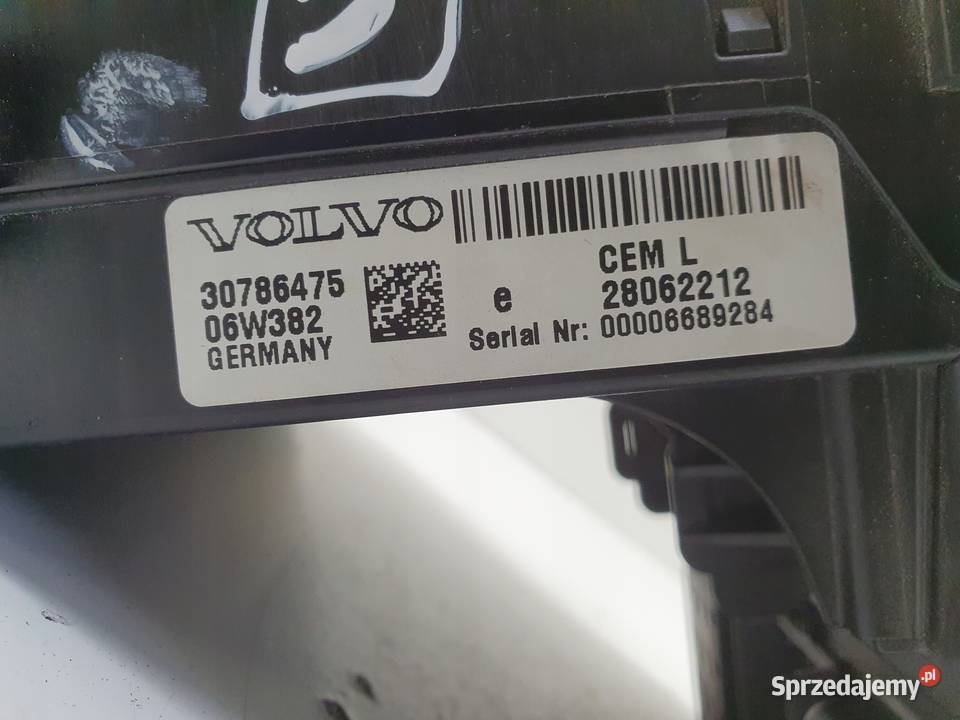 VOLVO
30786475
06W382
GERMANY
CEM L
e 28062212
Serial Nr: 00006689284
Sprzedajemy.pl